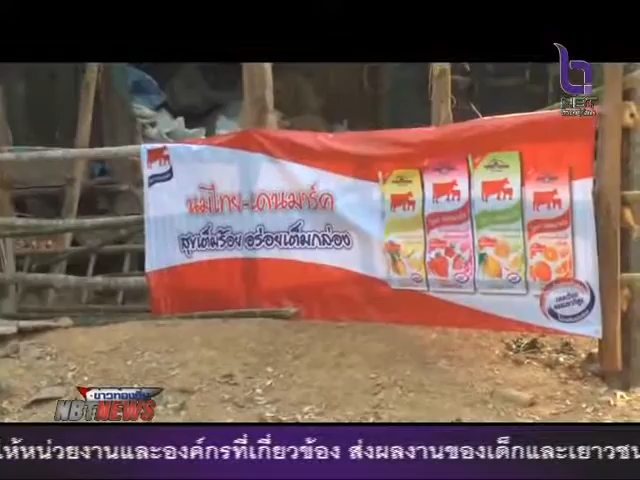 NBT
นมไทย-เดนมาร์ค
สุขเต็มร้อย อร่อยเต็มกล่อง
ข่าวท้องถิ่น
NBT NEWS
ให้หน่วยงานและองค์กรที่เกี่ยวข้อง ส่งผลงานของเด็กและเยาวชน